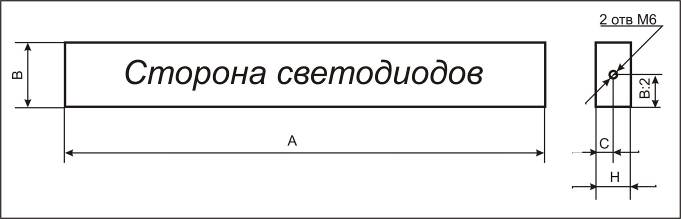 2 отв М6
Сторона светодиодов
В
В:2
А
С
Н